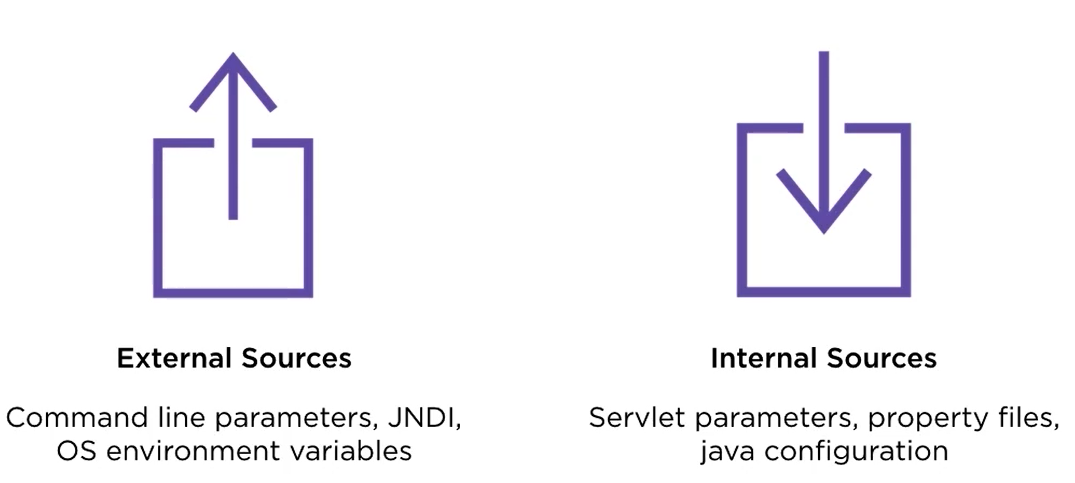 External Sources
Command line parameters, JNDI,
OS environment variables
Internal Sources
Servlet parameters, property files,
java configuration